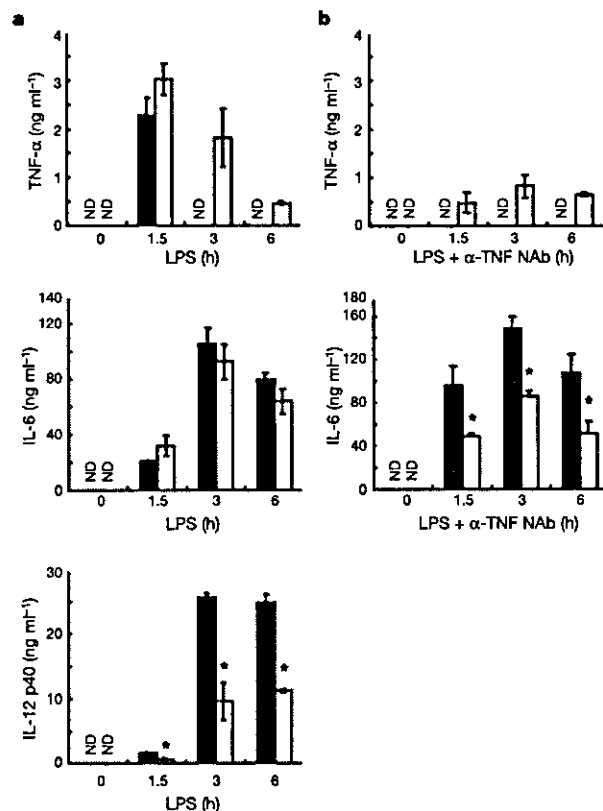 a
TNF-α (ng ml⁻¹)
4
3
2
1
0
ND
ND
ND
ND
0
1.5
3
6
LPS (h)
b
TNF-α (ng ml⁻¹)
4
3
2
1
0
ND
ND
ND
ND
ND
0
1.5
3
6
LPS + α-TNF NAb (h)
IL-6 (ng ml⁻¹)
120
80
40
0
ND
ND
0
1.5
3
6
LPS (h)
IL-6 (ng ml⁻¹)
180
160
120
80
40
0
ND
ND
*
*
*
0
1.5
3
6
LPS + α-TNF NAb (h)
IL-12 p40 (ng ml⁻¹)
30
20
10
0
ND
ND
*
*
*
0
1.5
3
6
LPS (h)